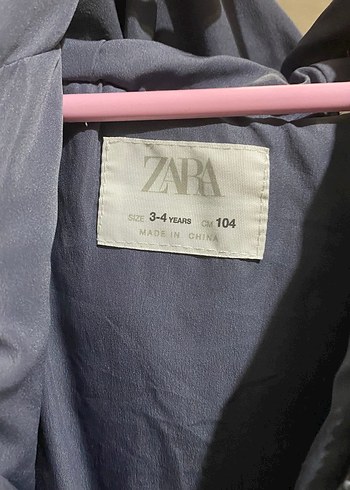 ZARA
SIZE 3-4 YEARS CM 104
MADE IN CHINA